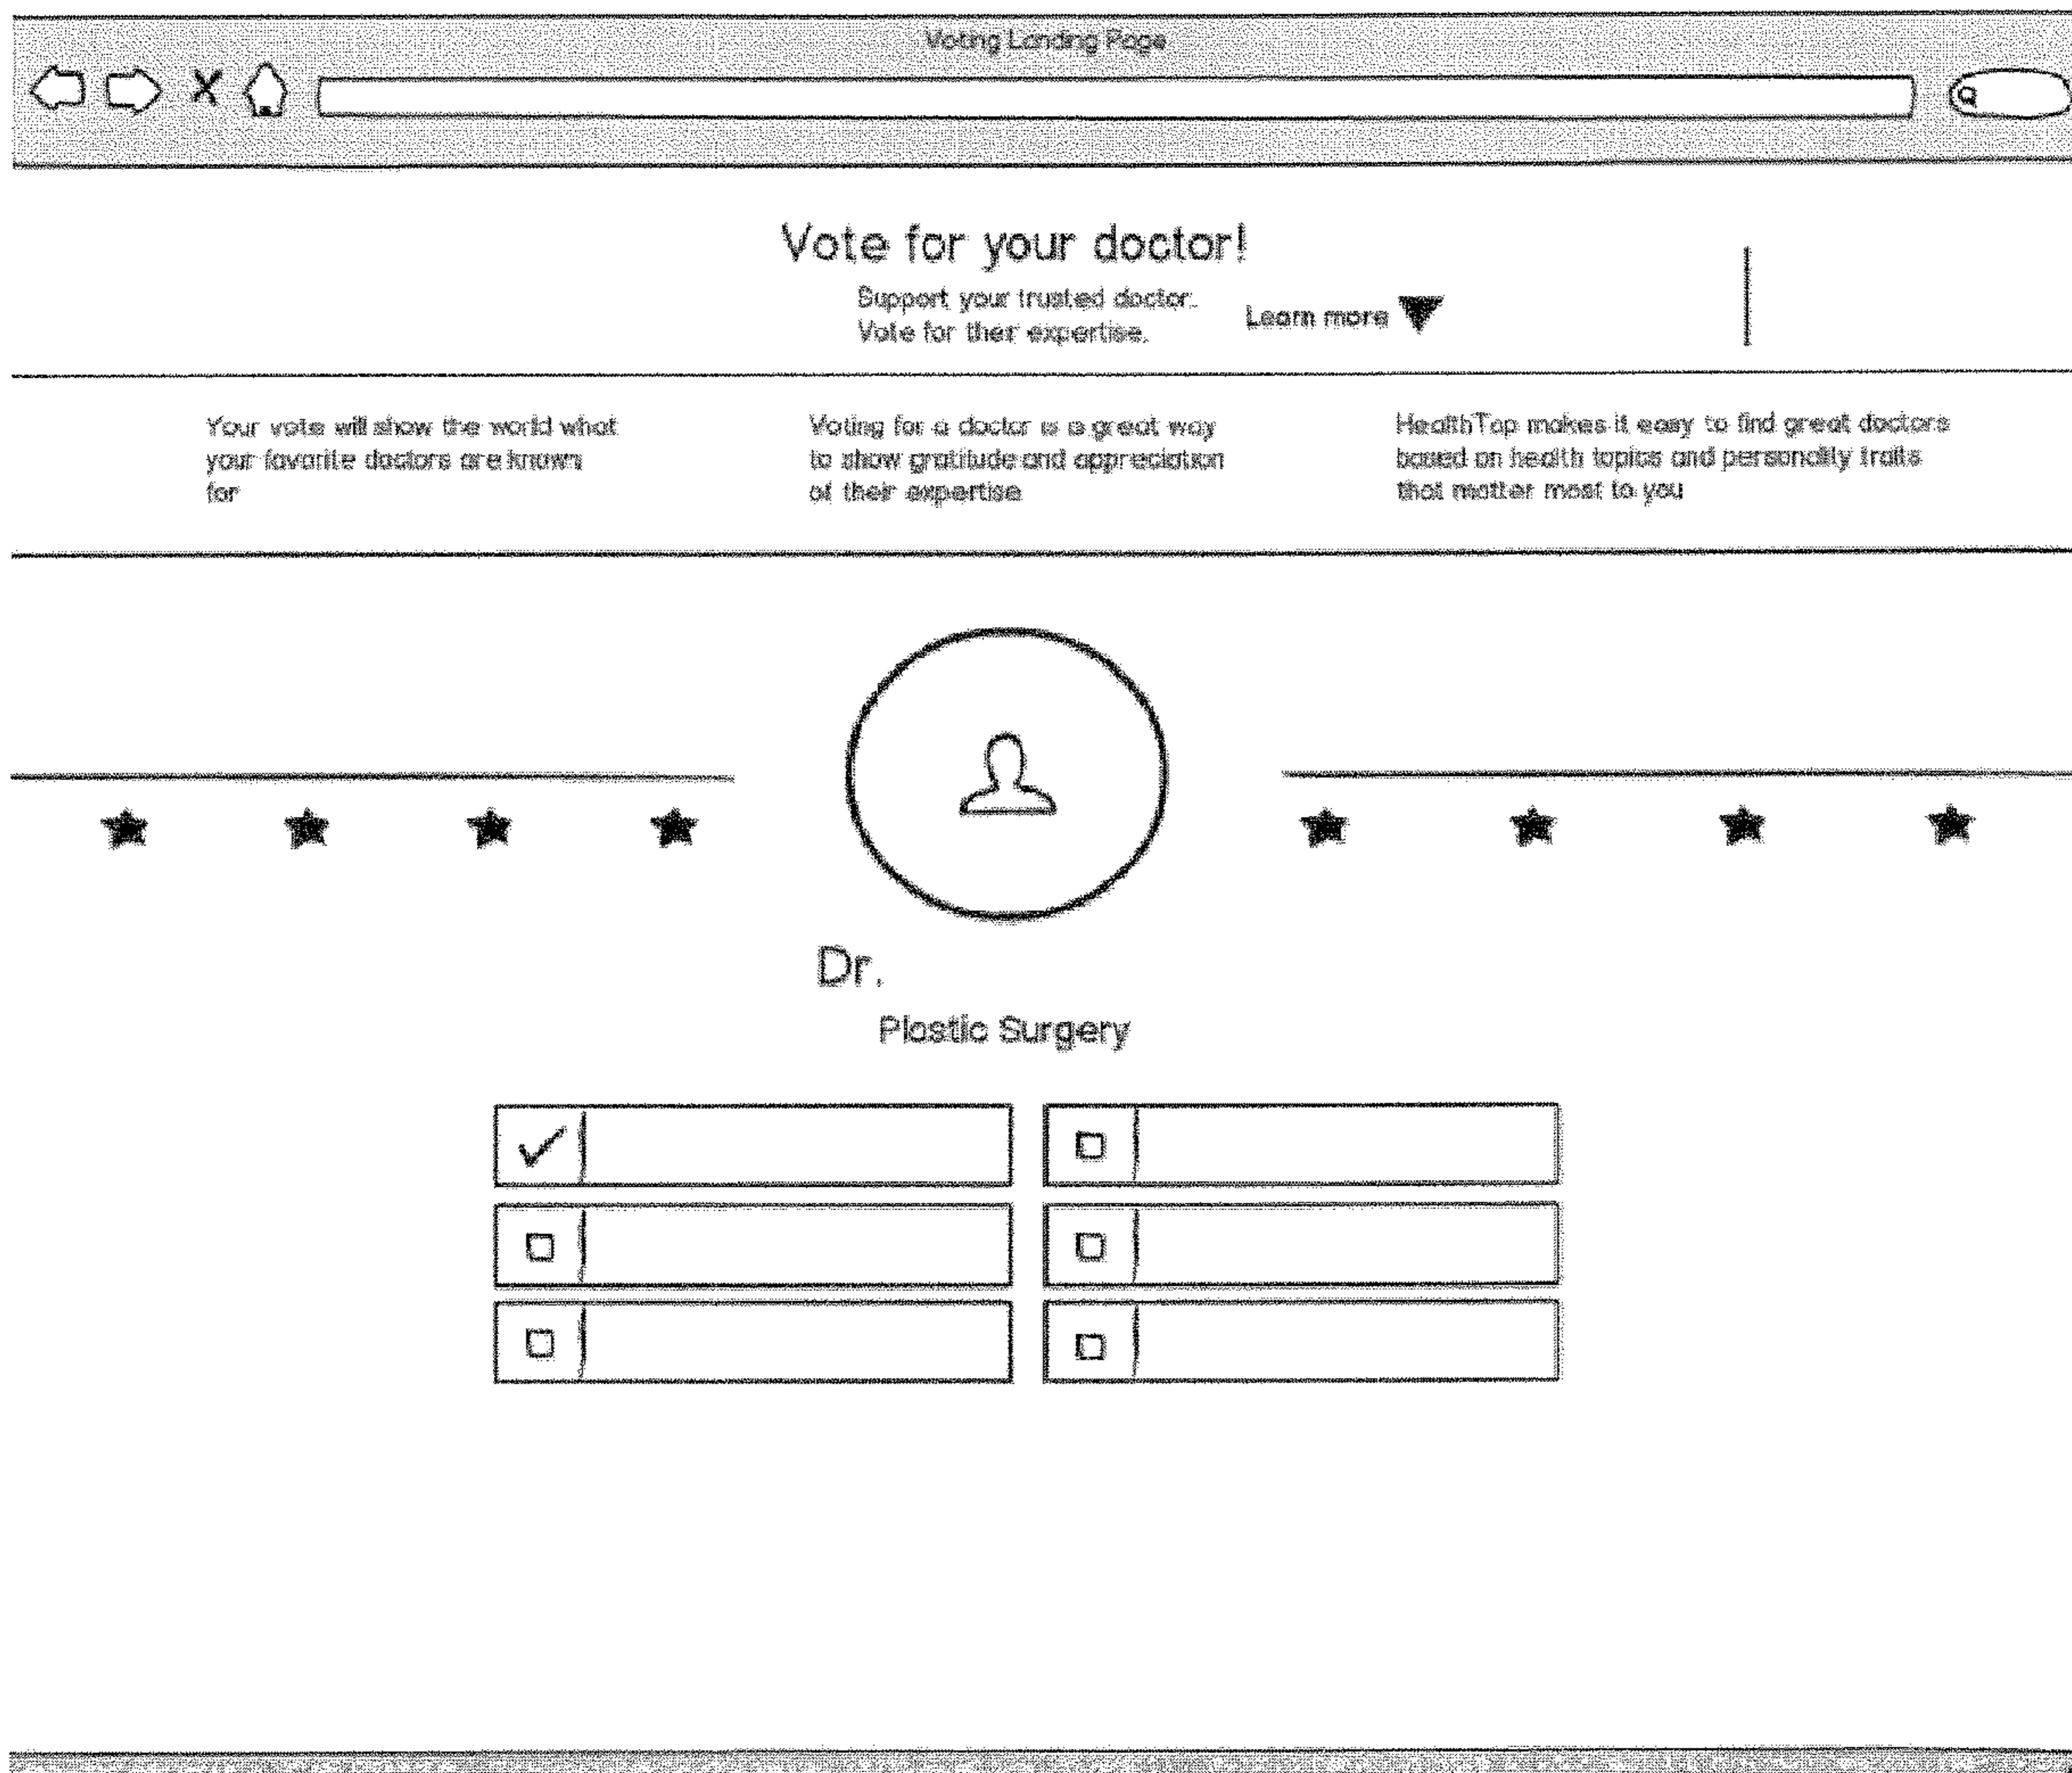 Voting Landing Page
Vote for your doctor!
Support your trusted doctor.
Vote for their expertise.
Learn more
Your vote will show the world what
your favorite doctors are known
for
Voting for a doctor is a great way
to show gratitude and appreciation
of their expertise
HealthTap makes it easy to find great doctors
based on health topics and personality traits
that matter most to you
Dr.
Plastic Surgery